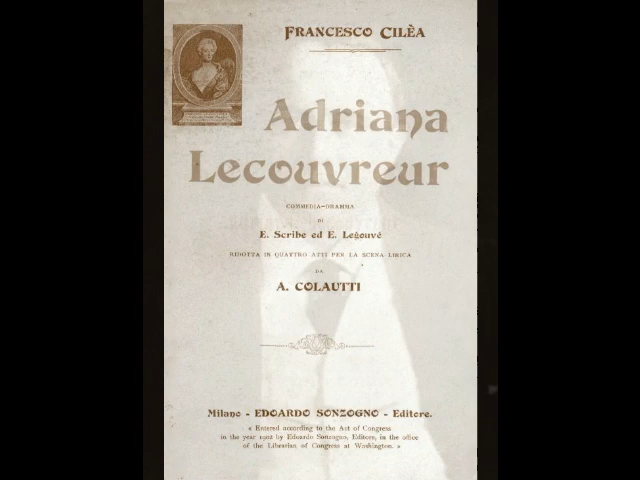 FRANCESCO CILÈA
Adriana
Lecouvreur
COMMEDIA-DRAMMA
DI
E. Scribe ed E. Legouvé
RIDOTTA IN QUATTRO ATTI PER LA SCENA LIRICA
DA
A. COLAUTTI
Milano - EDOARDO SONZOGNO - Editore.
« Entered according to the Act of Congress
in the year 1902 by Edoardo Sonzogno, Editore, in the office
of the Librarian of Congress at Washington. »